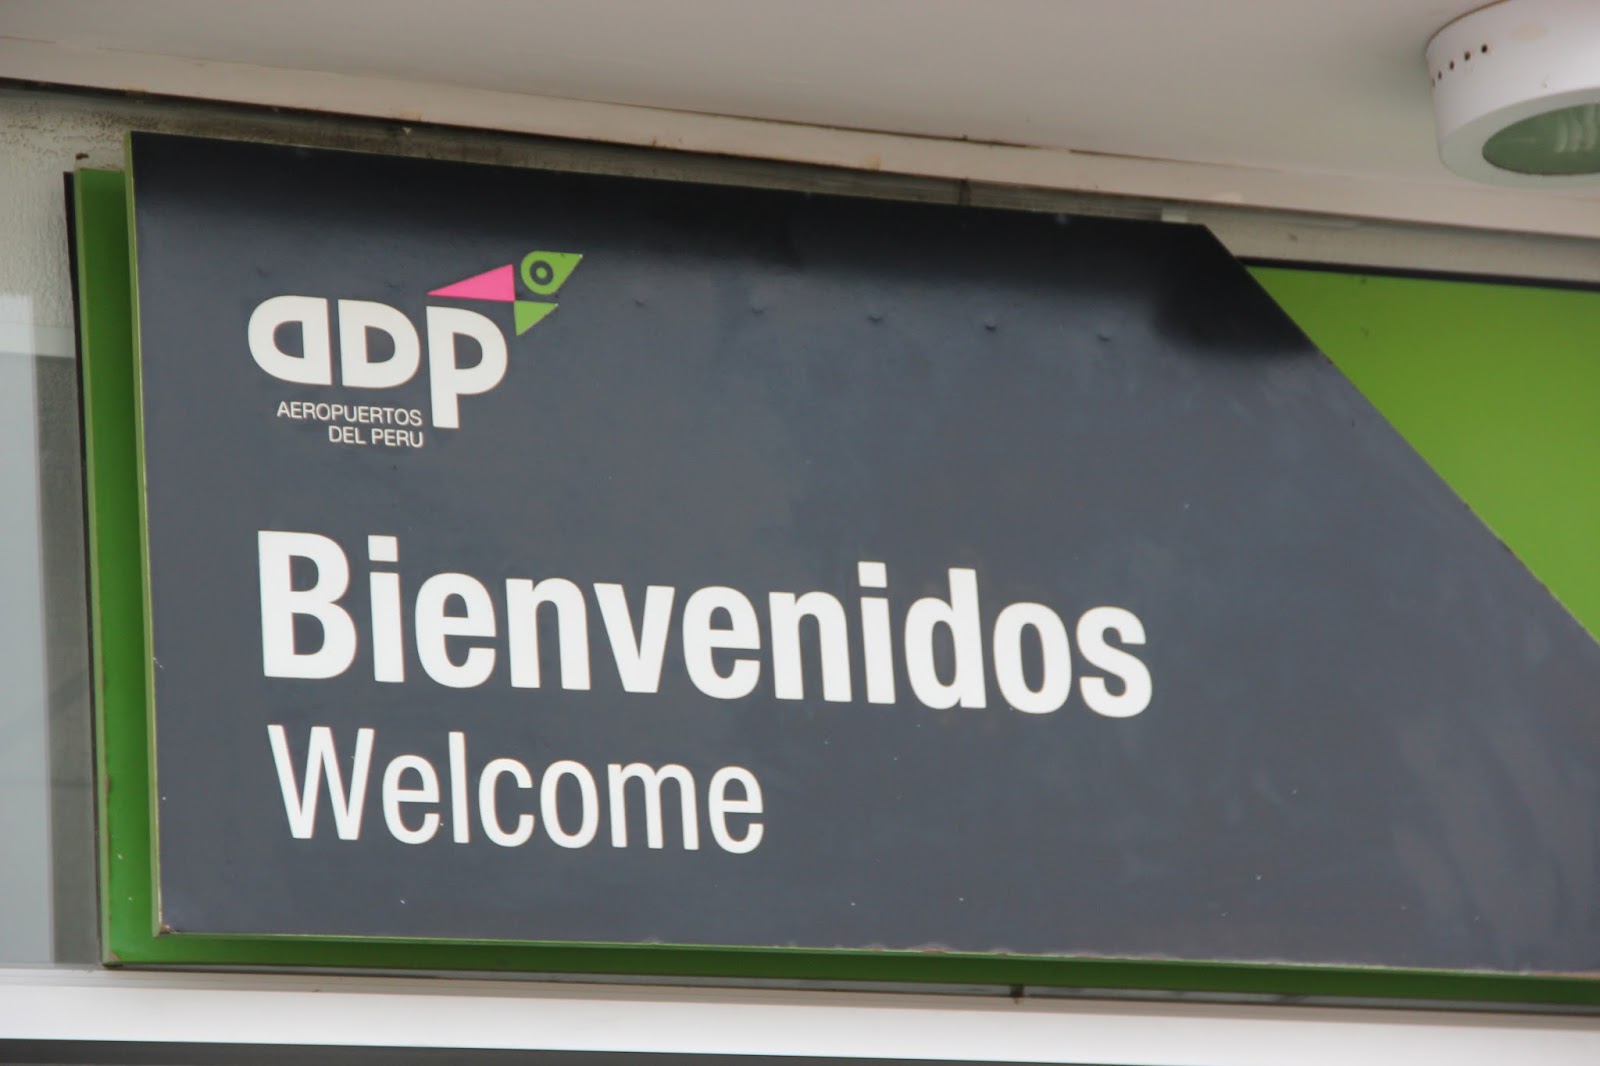 adp
AEROPUERTOS
DEL PERU
Bienvenidos
Welcome